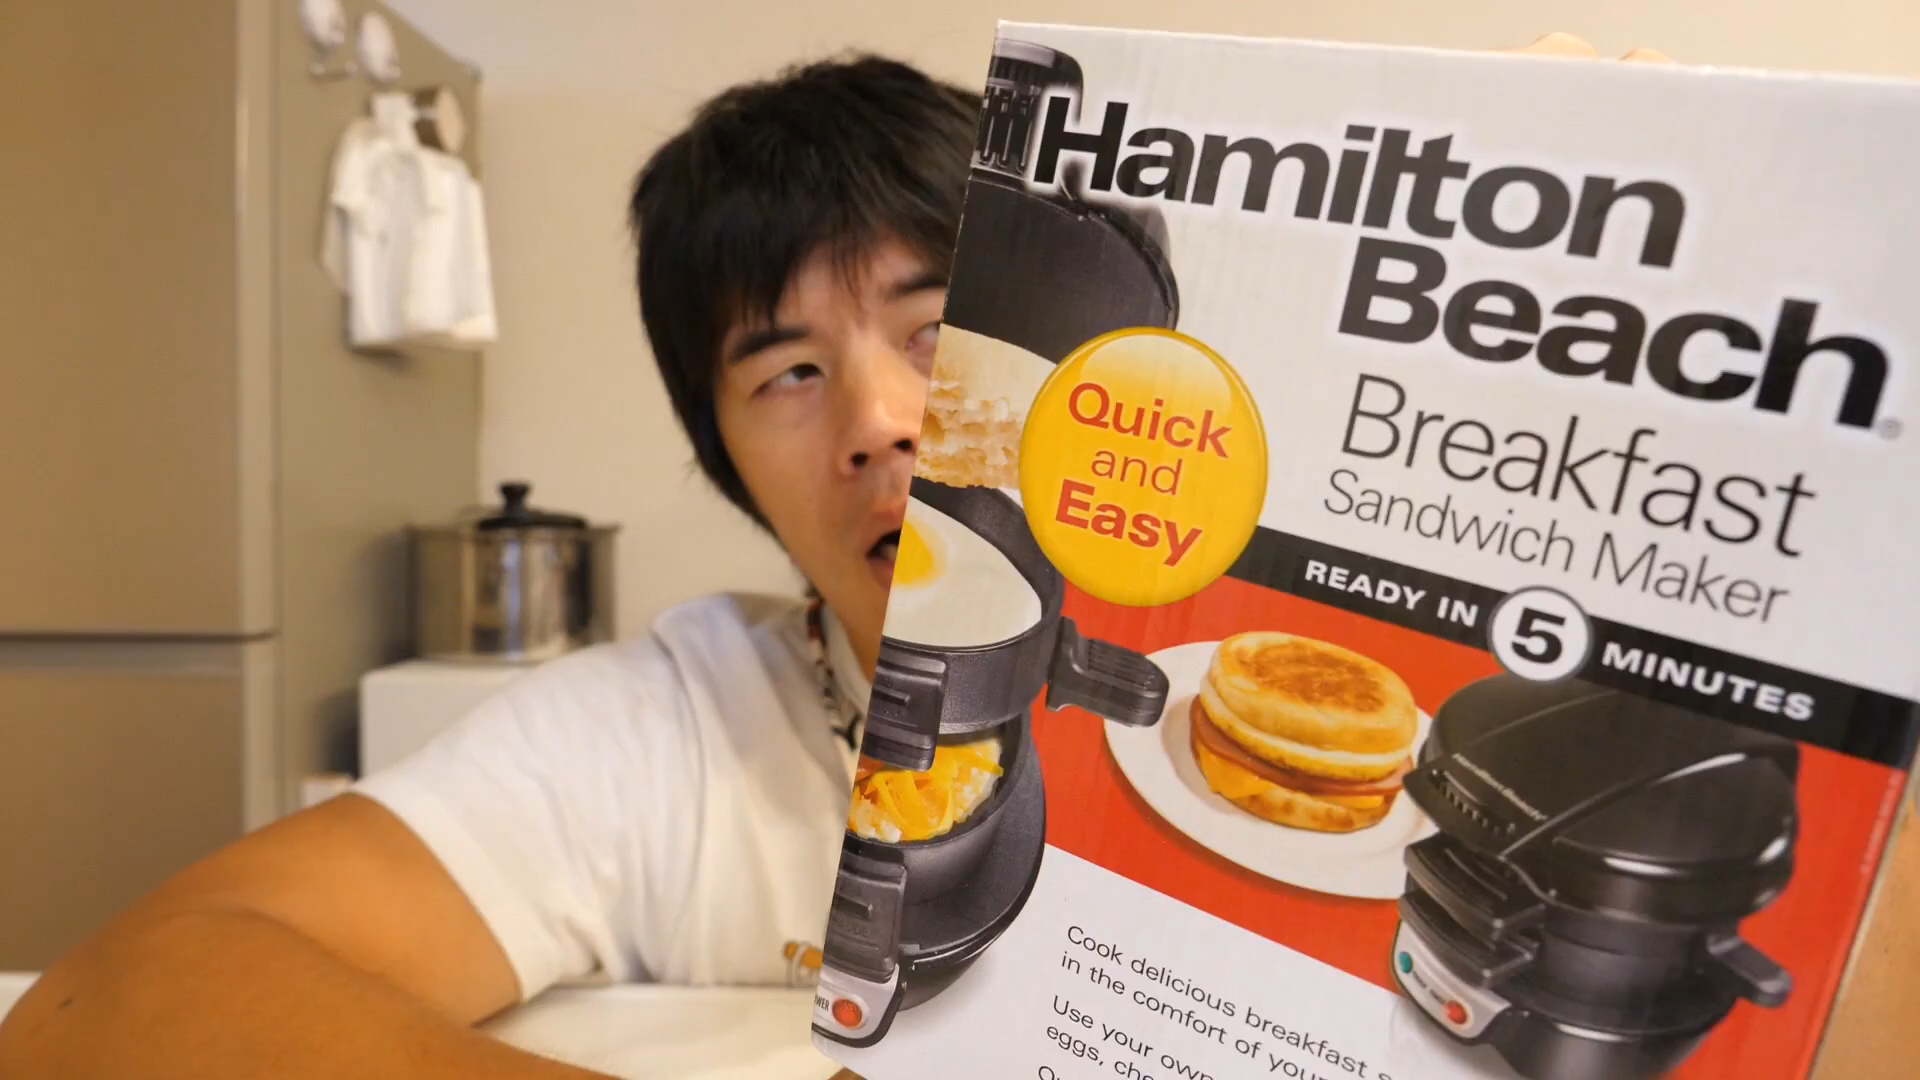 Hamilton
Beach®
Breakfast
Sandwich Maker
Quick
and
Easy
READY IN 5 MINUTES
Cook delicious breakfast
in the comfort of your
Use your own
eggs,